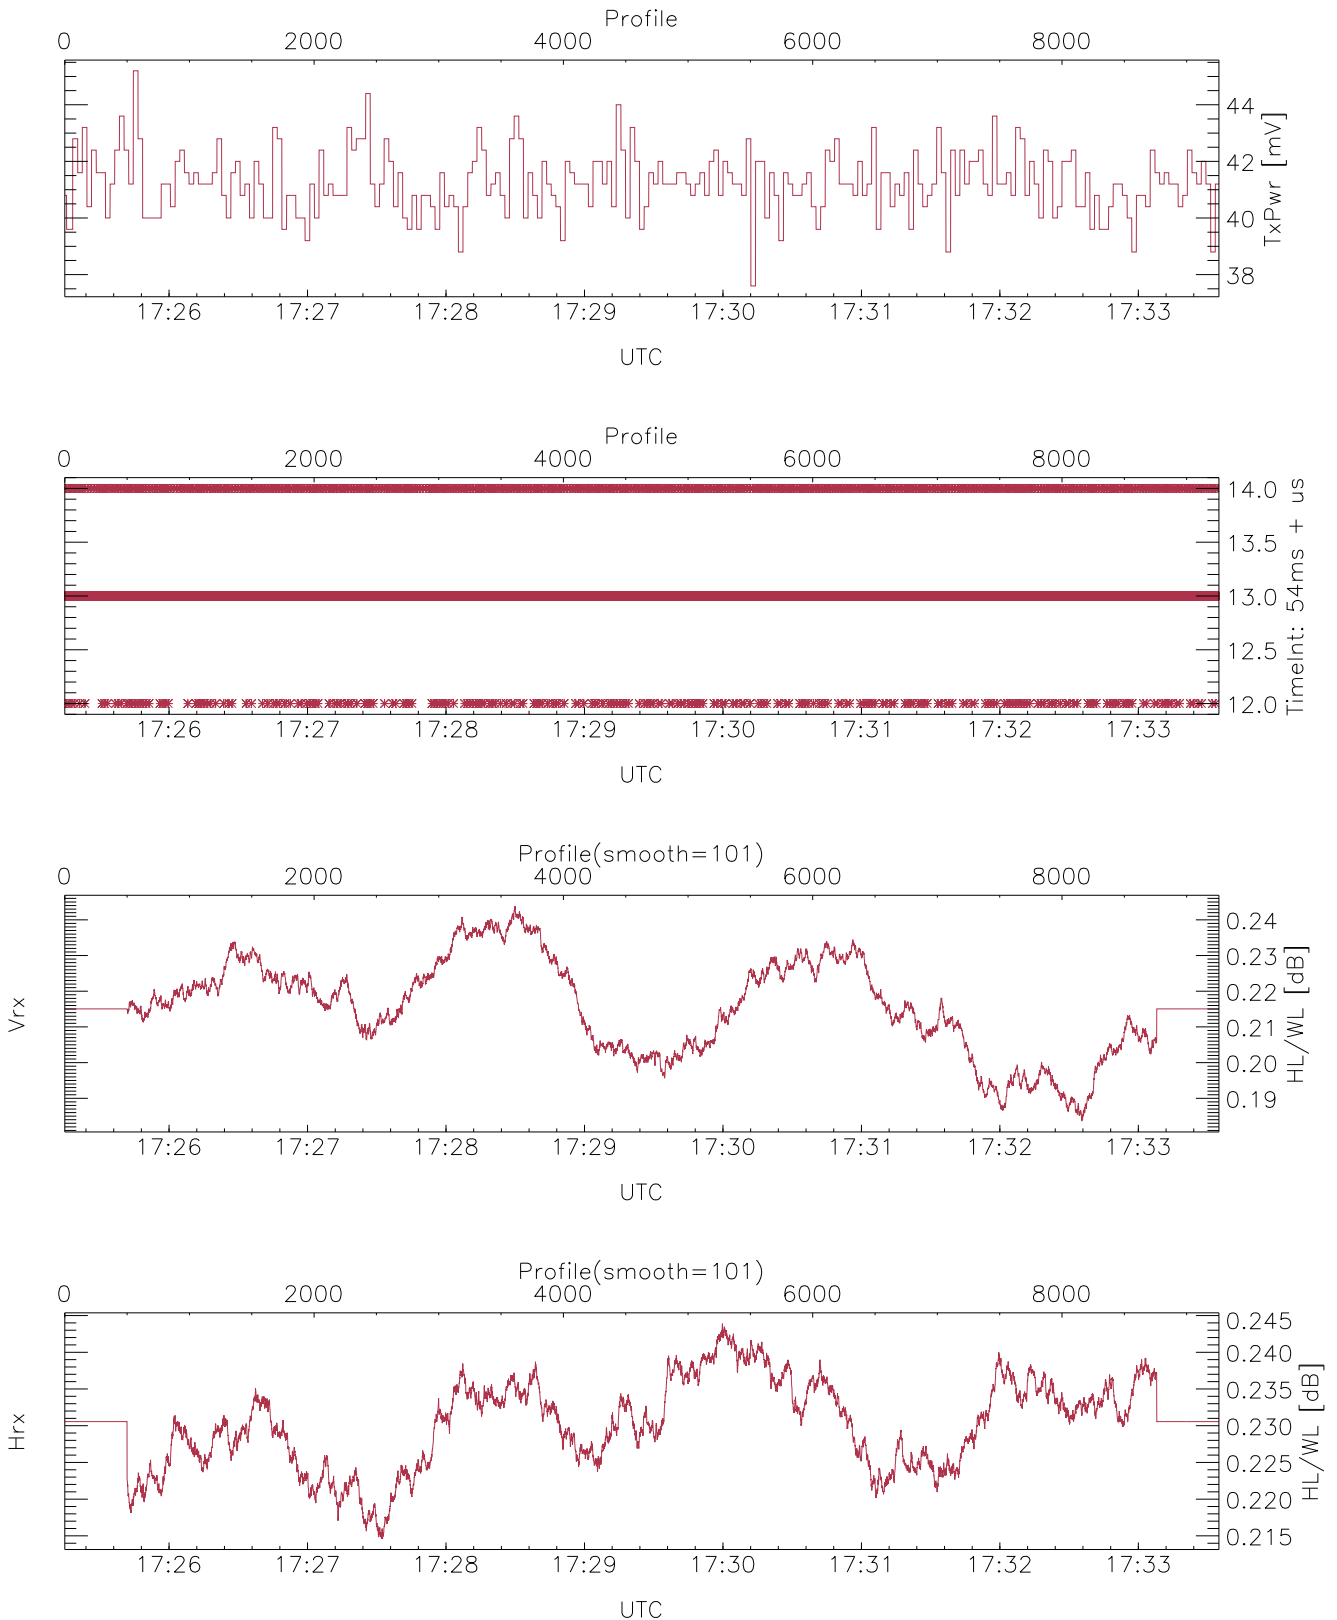 Profile
0 2000 4000 6000 8000
44
42
40
38
TxPwr [mV]
17:26 17:27 17:28 17:29 17:30 17:31 17:32 17:33
UTC
Profile
0 2000 4000 6000 8000
14.0
13.5
13.0
12.5
12.0
TimeInt: 54ms + us
17:26 17:27 17:28 17:29 17:30 17:31 17:32 17:33
UTC
Profile(smooth=101)
0 2000 4000 6000 8000
Vrx
0.24
0.23
0.22
0.21
0.20
0.19
HL/WL [dB]
17:26 17:27 17:28 17:29 17:30 17:31 17:32 17:33
UTC
Profile(smooth=101)
0 2000 4000 6000 8000
Hrx
0.245
0.240
0.235
0.230
0.225
0.220
0.215
HL/WL [dB]
17:26 17:27 17:28 17:29 17:30 17:31 17:32 17:33
UTC